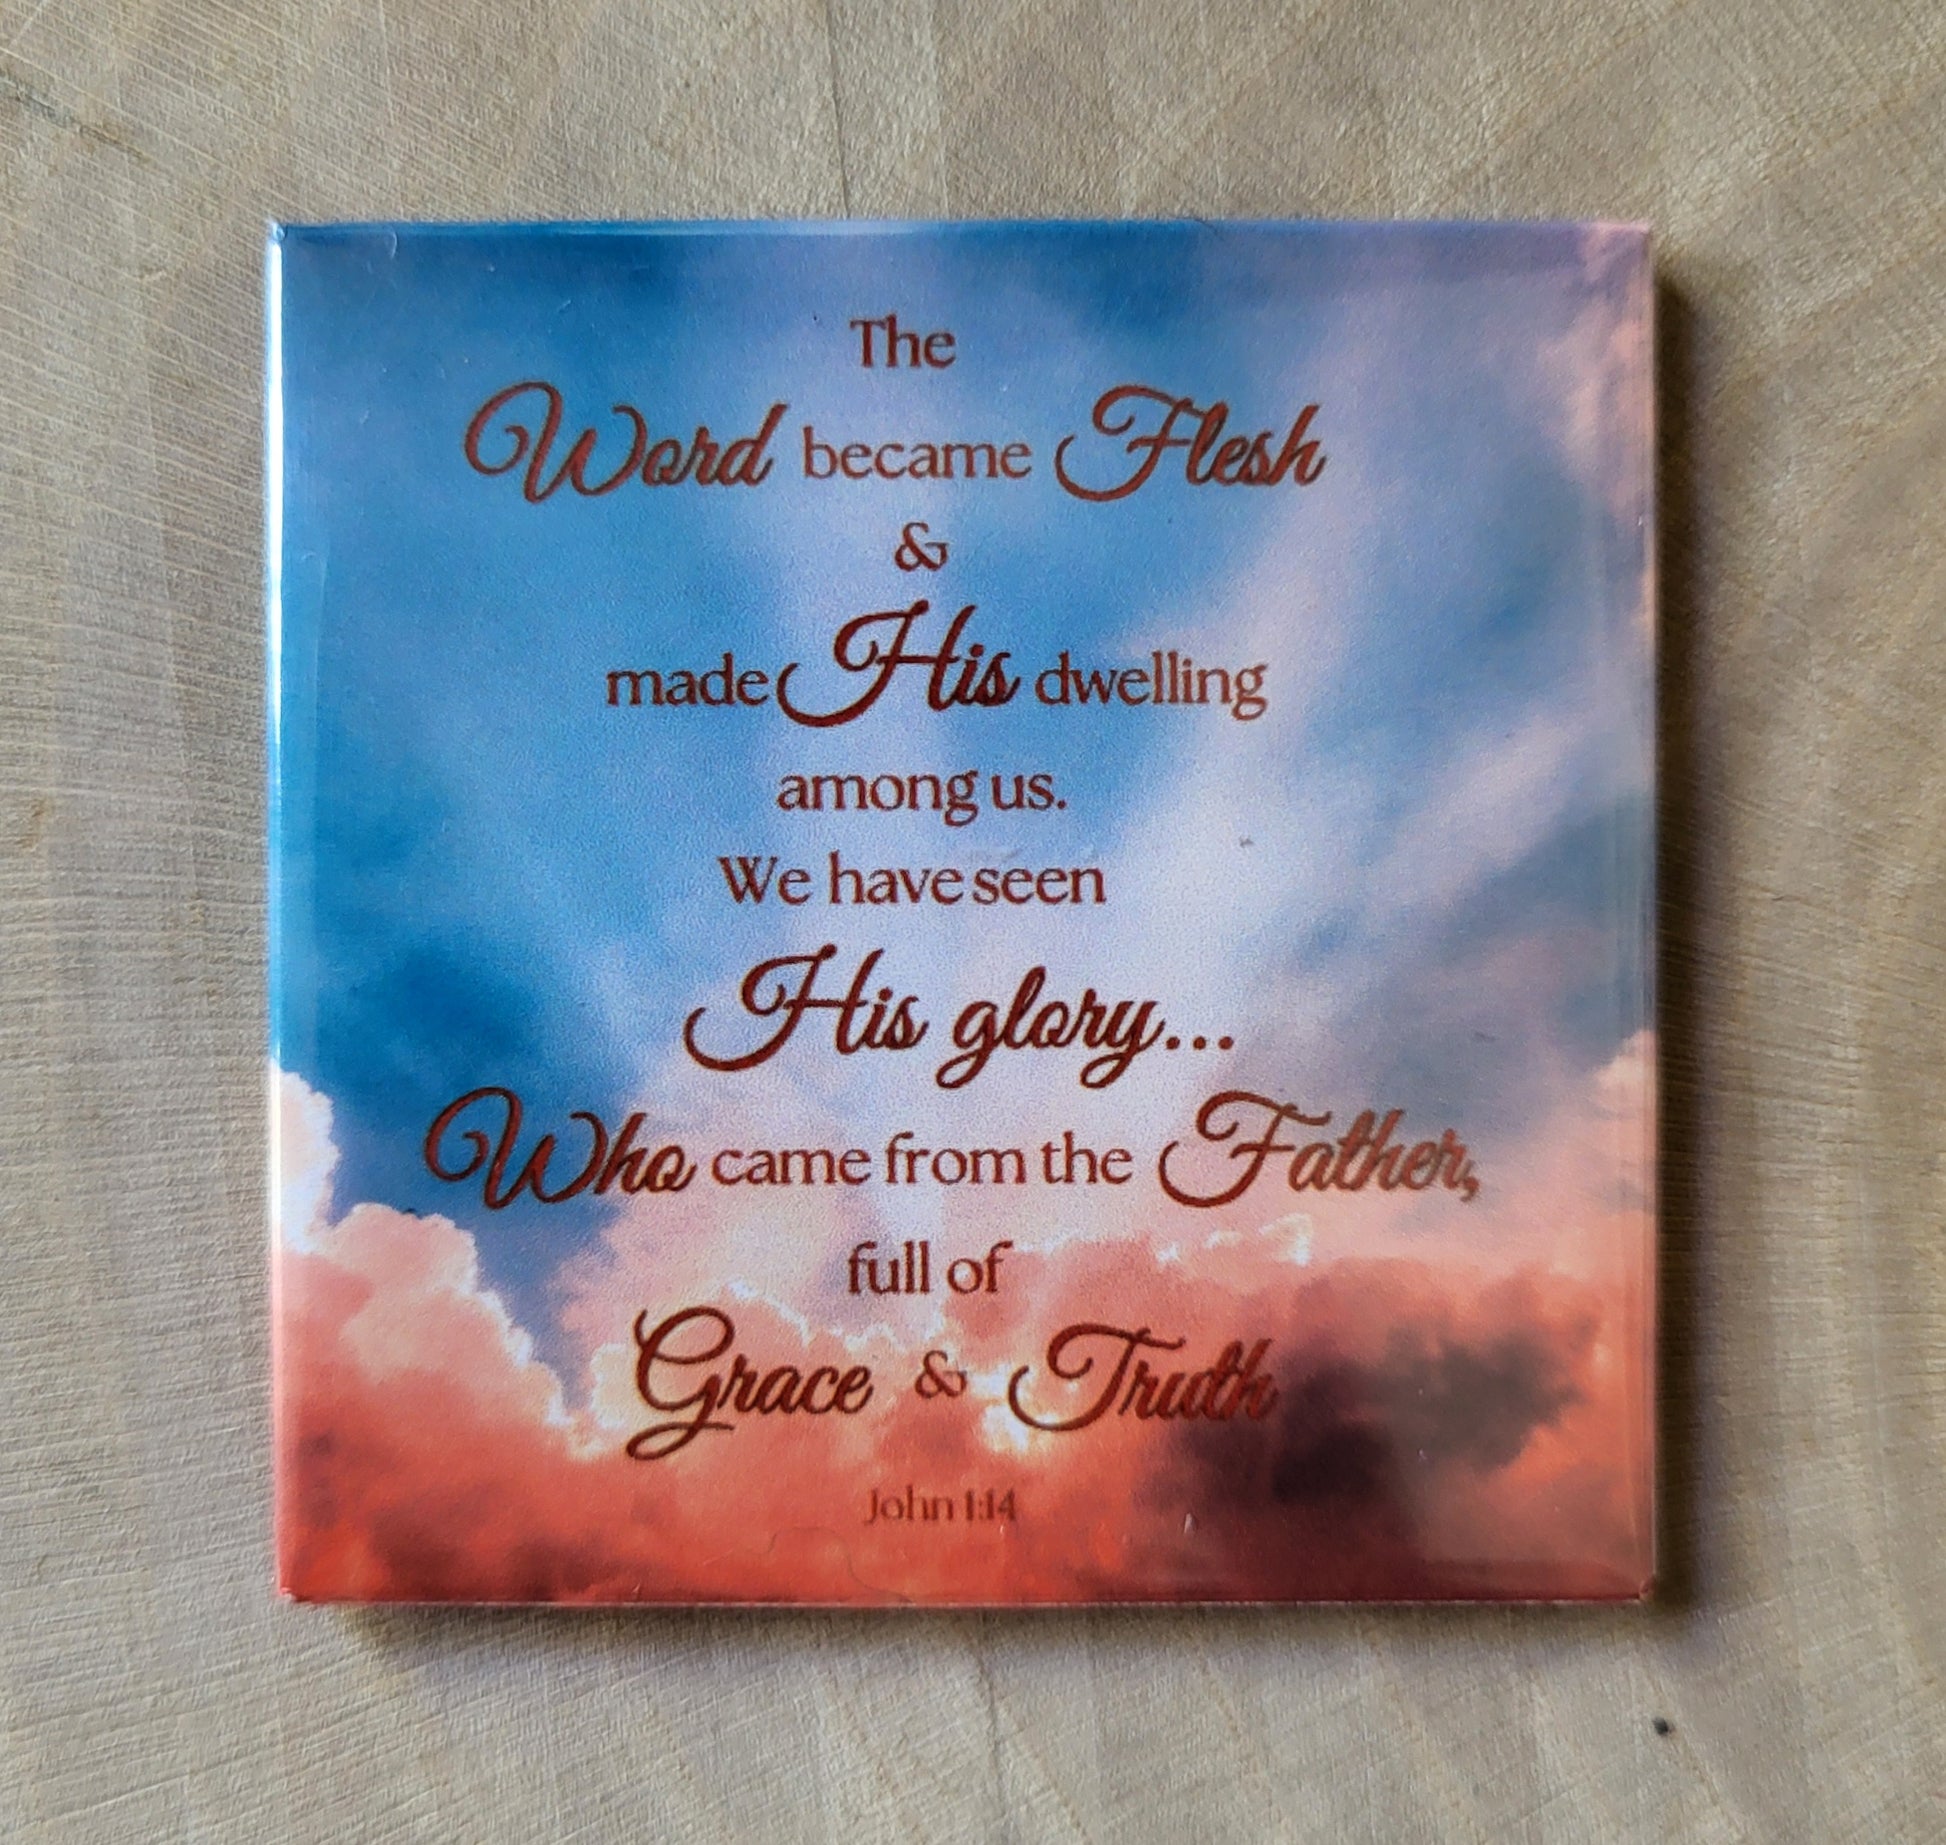 The
Word became Flesh
&
made His dwelling
among us.
We have seen
His glory...
Who came from the Father,
full of
Grace & Truth
John 1:14